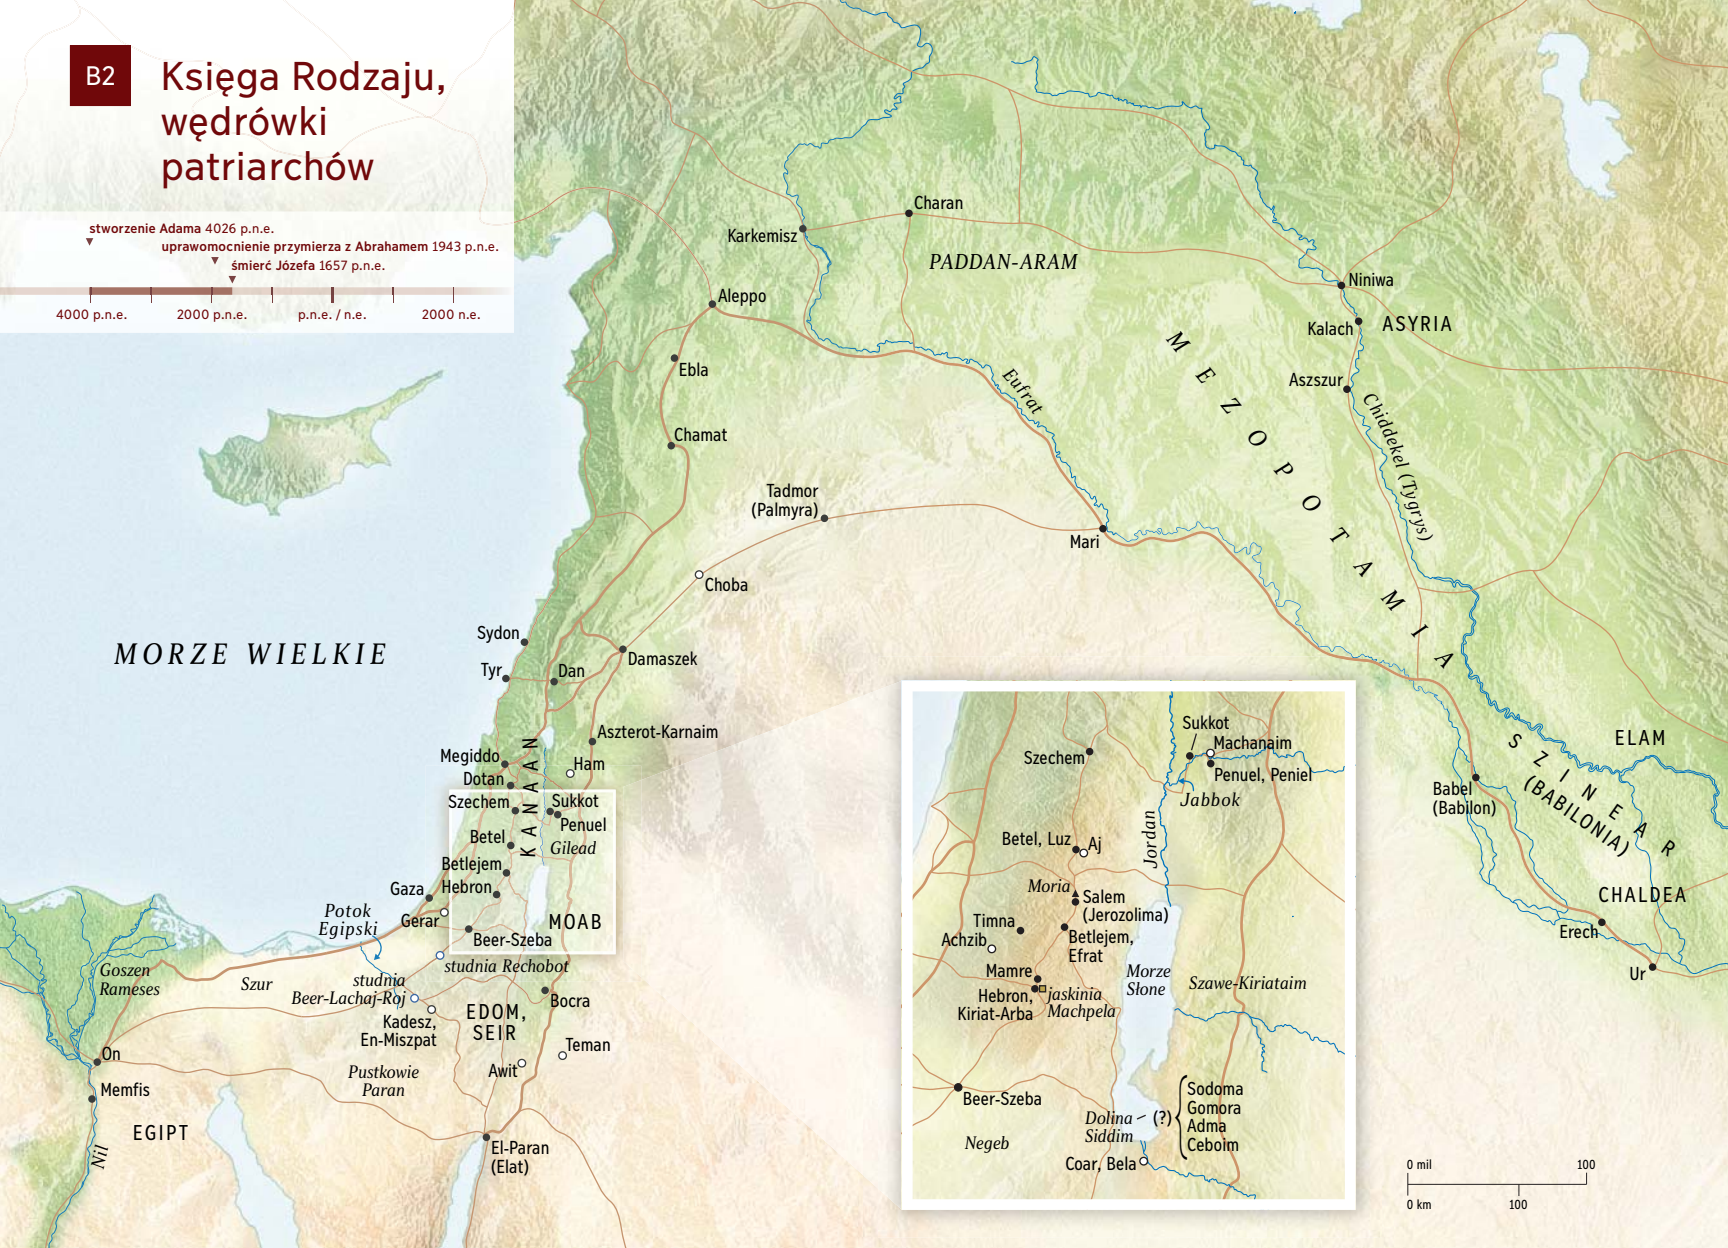 B2
Księga Rodzaju,
wędrówki
patriarchów
stworzenie Adama 4026 p.n.e.
uprawomocnienie przymierza z Abrahamem 1943 p.n.e.
śmierć Józefa 1657 p.n.e.
4000 p.n.e.
2000 p.n.e.
p.n.e. / n.e.
2000 n.e.
Charan
Karkemisz
PADDAN-ARAM
Niniwa
Aleppo
Kalach
ASYRIA
Ebla
Aszszur
Eufrat
Chiddekel (Tygrys)
MEZOPOTAMIA
Chamat
Tadmor
(Palmyra)
Mari
Choba
MORZE WIELKIE
Sydon
Damaszek
Tyr
Dan
Aszterot-Karnaim
Megiddo
Ham
Dotan
KANAAN
Szechem
Sukkot
Penuel
Betel
Gilead
Betlejem
Gaza
Hebron
Gerar
MOAB
Potok
Egipski
Beer-Szeba
studnia Rechobot
Goszen
Rameses
Szur
studnia
Beer-Lachaj-Roj
Bocra
Kadesz,
En-Miszpat
EDOM,
SEIR
Teman
On
Awit
Pustkowie
Paran
Memfis
EGIPT
Nil
El-Paran
(Elat)
ELAM
SZINEAR
(BABILONIA)
Babel
(Babilon)
CHALDEA
Erech
Ur
Sukkot
Machanaim
Szechem
Penuel, Peniel
Jabbok
Jordan
Betel, Luz
Aj
Moria
Salem
(Jerozolima)
Timna
Achzib
Betlejem,
Efrat
Mamre
Morze
Słone
Szawe-Kiriataim
Hebron,
Kiriat-Arba
jaskinia
Machpela
Beer-Szeba
Dolina
Siddim
(?)
Sodoma
Gomora
Adma
Ceboim
Negeb
Coar, Bela
0 mil
100
0 km
100